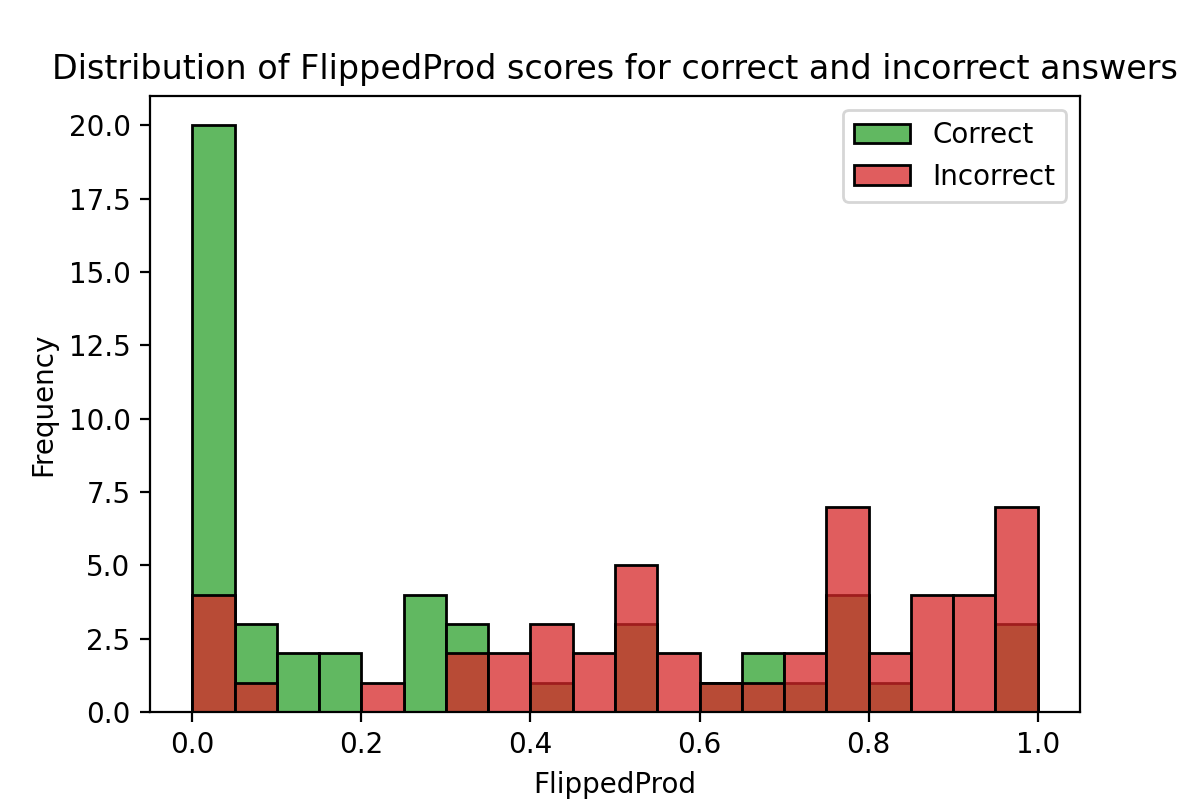 Distribution of FlippedProd scores for correct and incorrect answers
Correct
Incorrect
20.0
17.5
15.0
12.5
10.0
7.5
5.0
2.5
0.0
Frequency
0.0 0.2 0.4 0.6 0.8 1.0
FlippedProd